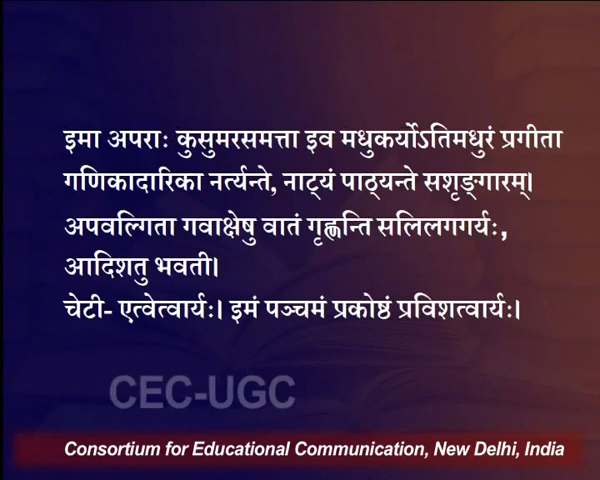 इमा अपराः कुसुमरसमत्ता इव मधुकर्योऽतिमधुरं प्रगीता
गणिकादारिका नर्त्यन्ते, नाट्यं पाठ्यन्ते सशृङ्गारम्।
अपवल्गिता गवाक्षेषु वातं गृह्णन्ति सलिलगगर्यः,
आदिशतु भवती।
चेटी- एत्वेत्वार्यः। इमं पञ्चमं प्रकोष्ठं प्रविशत्वार्यः।
CEC-UGC
Consortium for Educational Communication, New Delhi, India